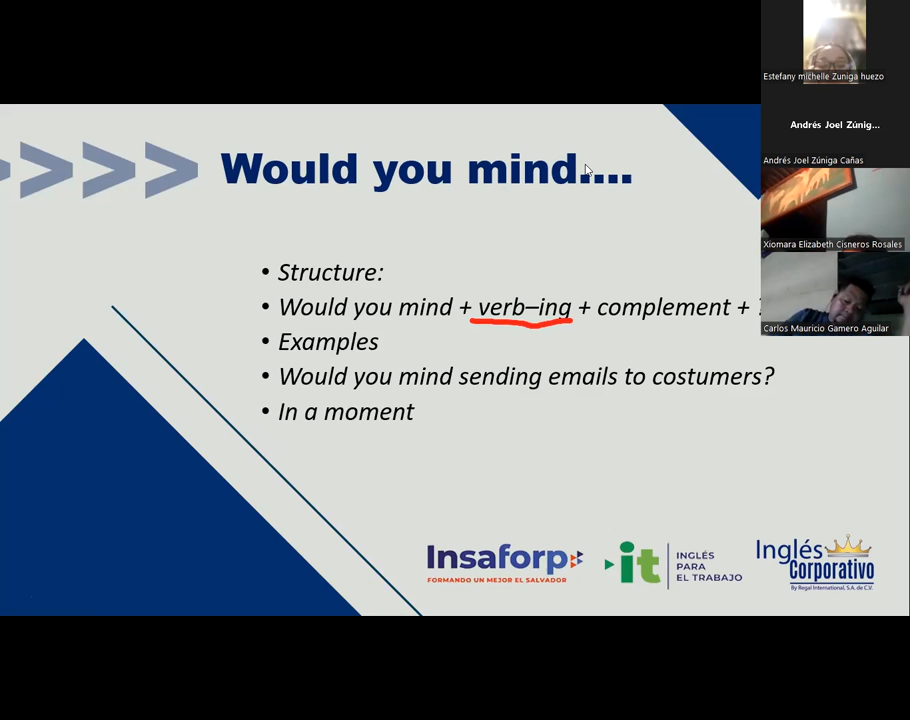 Estefany michelle Zuniga huezo
Andrés Joel Zúnig...
Andrés Joel Zúñiga Cañas
Xiomara Elizabeth Cisneros Rosales
Carlos Mauricio Gamero Aguilar
>>>>
Would you mind....
• Structure:
• Would you mind + verb–ing + complement + ?
• Examples
• Would you mind sending emails to costumers?
• In a moment
Insaforp
FORMANDO UN MEJOR EL SALVADOR
it
INGLÉS
PARA
EL TRABAJO
Inglés
Corporativo
By Regal International, S.A. de C.V.